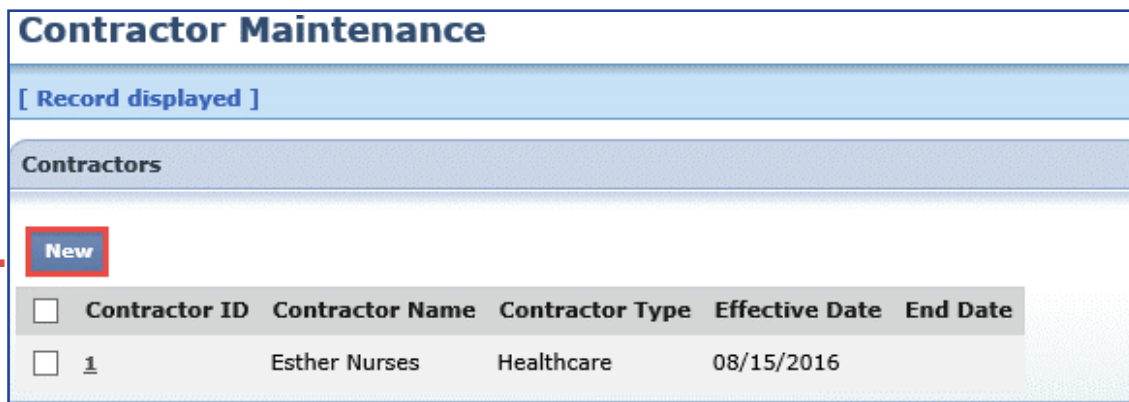 Contractor Maintenance
[ Record displayed ]
Contractors
New
Contractor ID Contractor Name Contractor Type Effective Date End Date
1 Esther Nurses Healthcare 08/15/2016